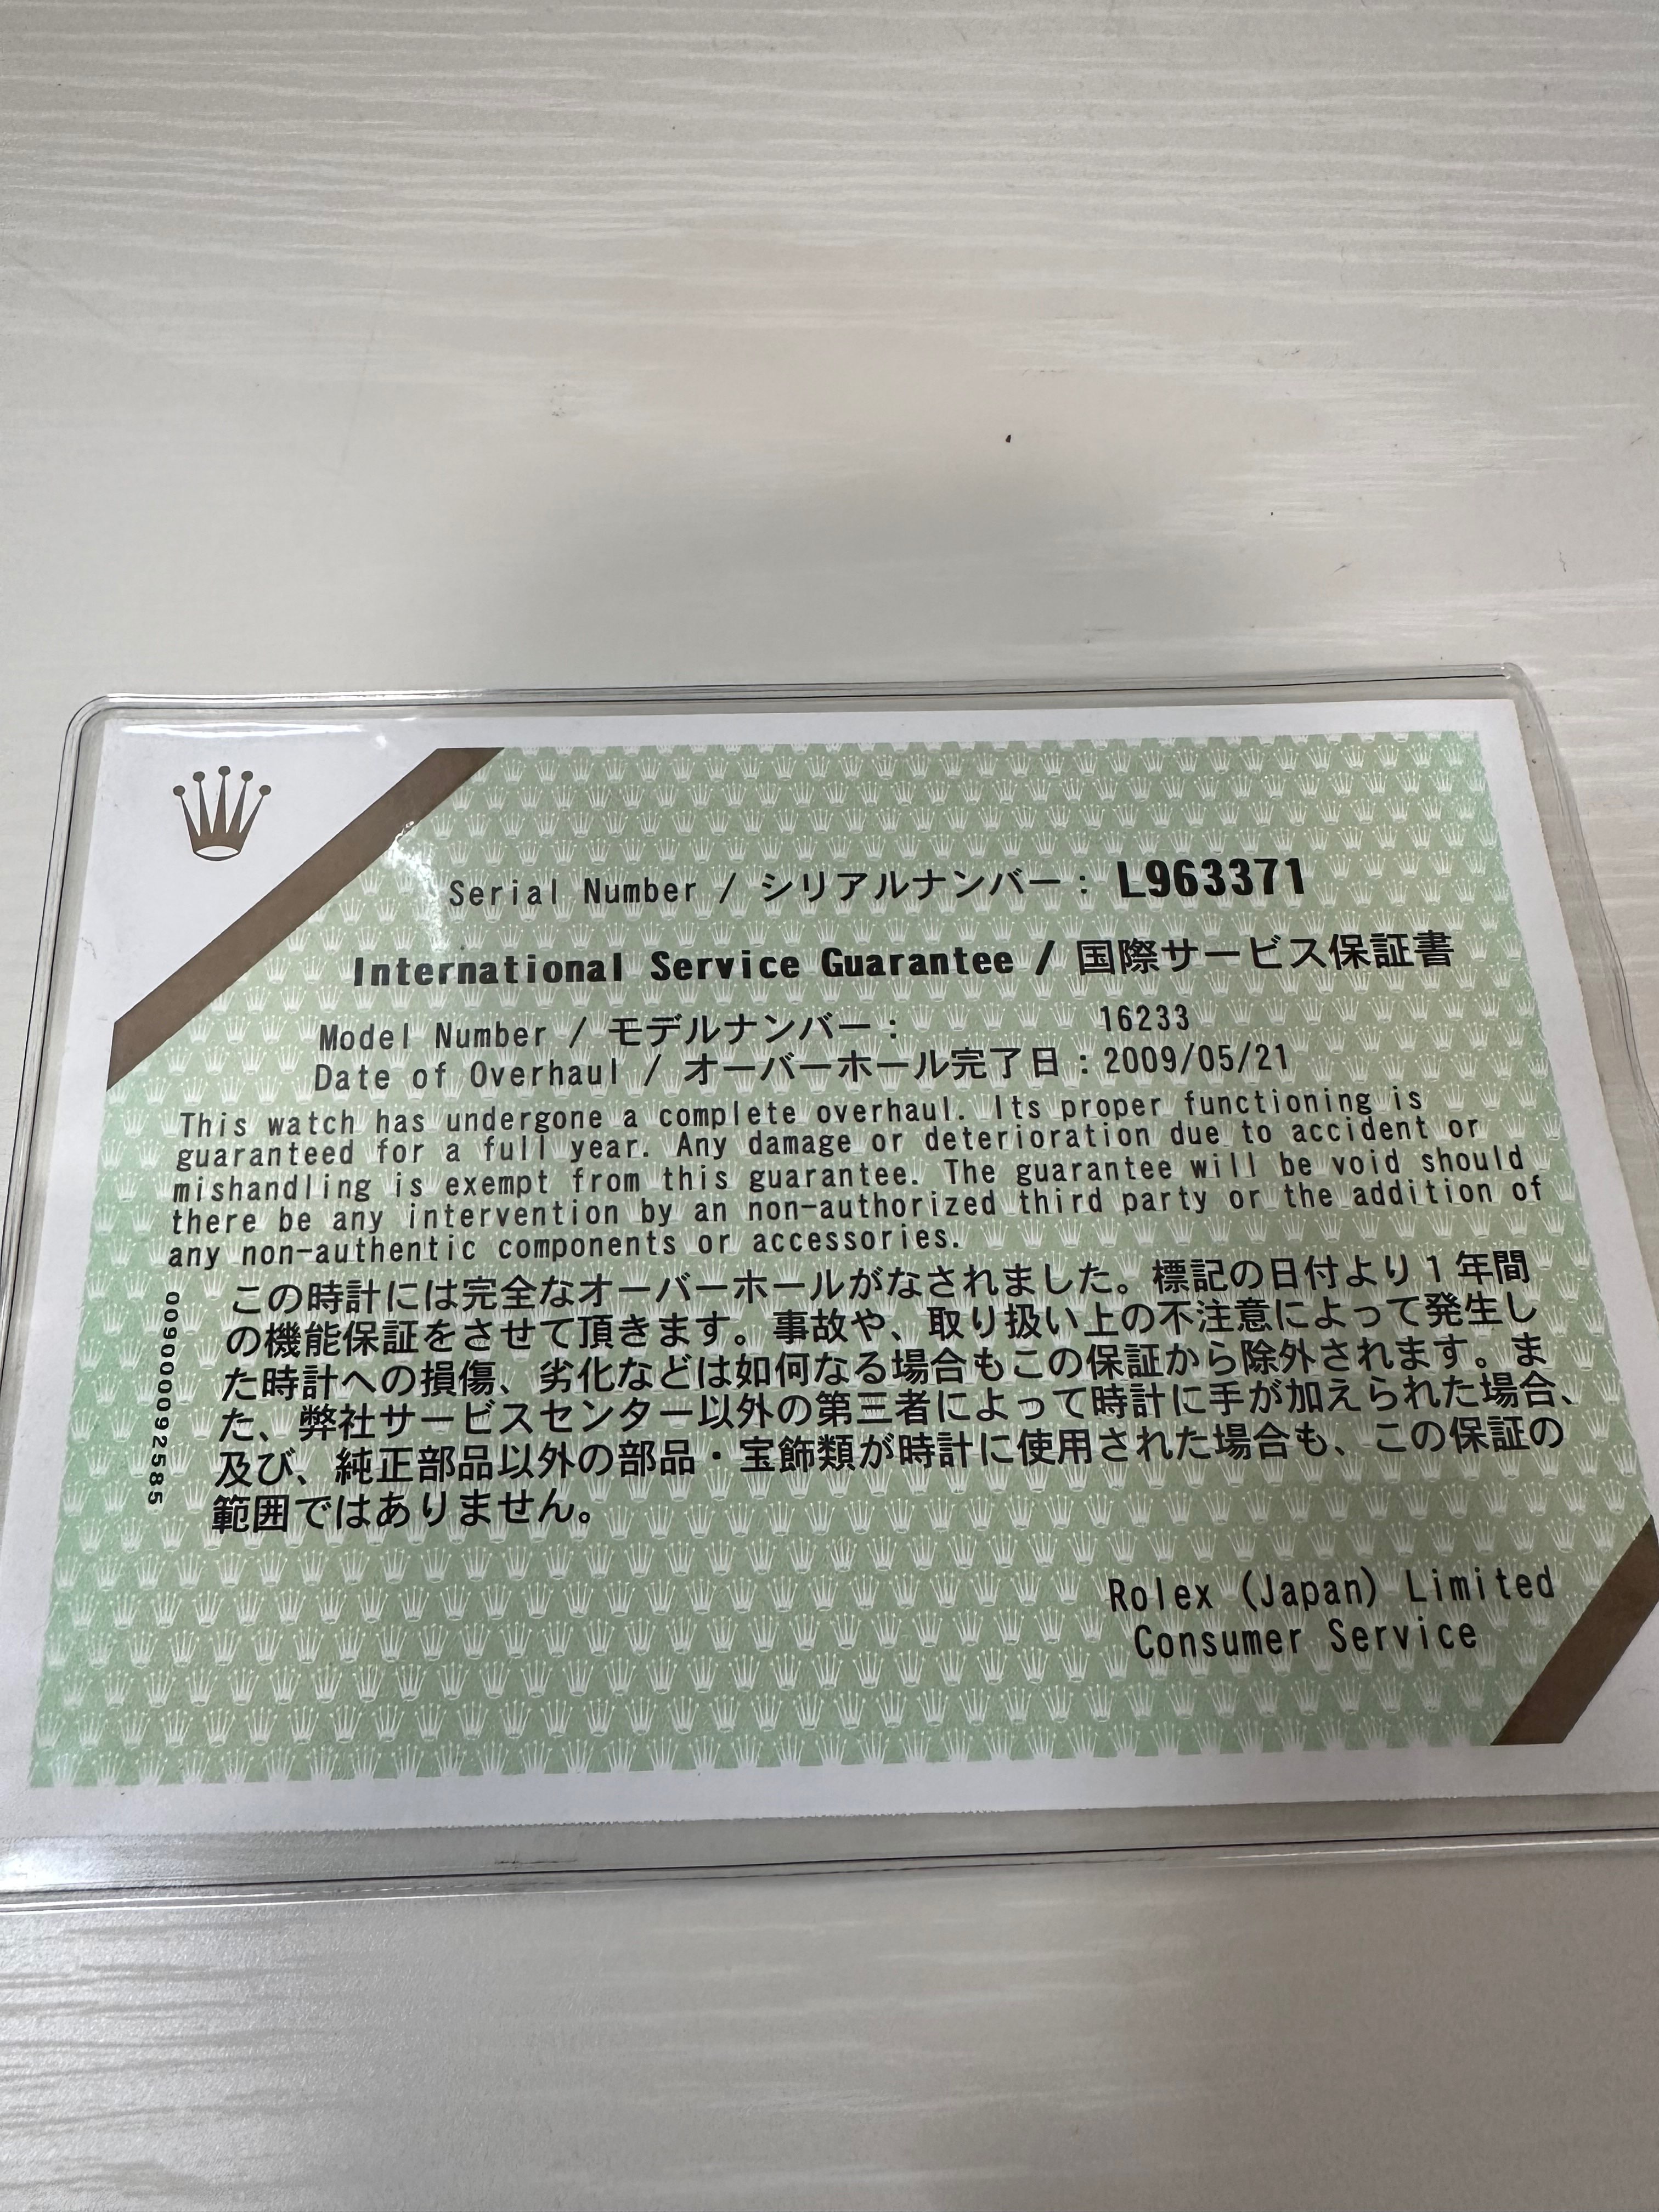 Serial Number / シリアルナンバー： L963371
International Service Guarantee / 国際サービス保証書
Model Number / モデルナンバー： 16233
Date of Overhaul / オーバーホール完了日：2009/05/21
This watch has undergone a complete overhaul. Its proper functioning is
guaranteed for a full year. Any damage or deterioration due to accident or
mishandling is exempt from this guarantee. The guarantee will be void should
there be any intervention by an non-authorized third party or the addition of
any non-authentic components or accessories.
この時計には完全なオーバーホールがなされました。標記の日付より１年間
の機能保証をさせて頂きます。事故や、取り扱い上の不注意によって発生し
た時計への損傷、劣化などは如何なる場合もこの保証から除外されます。ま
た、弊社サービスセンター以外の第三者によって時計に手が加えられた場合、
及び、純正部品以外の部品・宝飾類が時計に使用された場合も、この保証の
範囲ではありません。
0090000092585
Rolex (Japan) Limited
Consumer Service